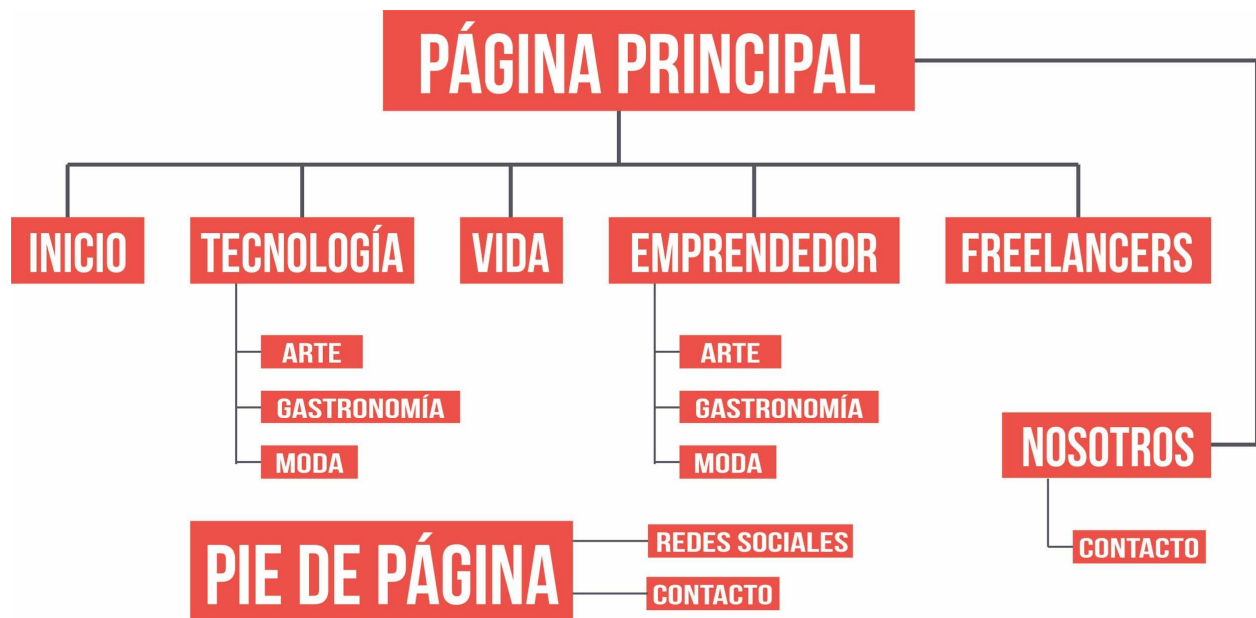 PÁGINA PRINCIPAL
INICIO
TECNOLOGÍA
VIDA
EMPRENDEDOR
FREELANCERS
ARTE
GASTRONOMÍA
MODA
ARTE
GASTRONOMÍA
MODA
NOSOTROS
CONTACTO
PIE DE PÁGINA
REDES SOCIALES
CONTACTO